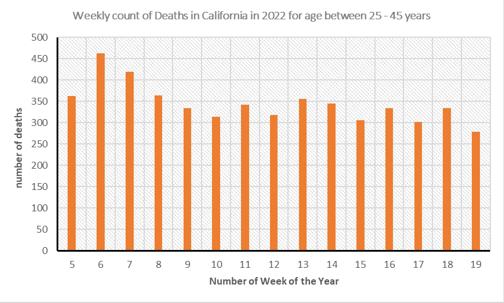 Weekly count of Deaths in California in 2022 for age between 25 - 45 years
500
450
400
350
300
250
200
150
100
50
0
number of deaths
5 6 7 8 9 10 11 12 13 14 15 16 17 18 19
Number of Week of the Year